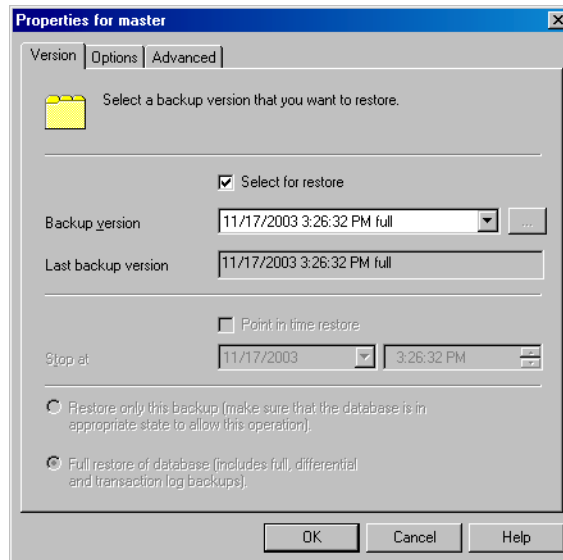 Properties for master
Version
Options
Advanced
Select a backup version that you want to restore.
Select for restore
Backup version
11/17/2003 3:26:32 PM full
...
Last backup version
11/17/2003 3:26:32 PM full
Point in time restore
Stop at
11/17/2003
3:26:32 PM
Restore only this backup (make sure that the database is in
appropriate state to allow this operation).
Full restore of database (includes full, differential
and transaction log backups).
OK
Cancel
Help